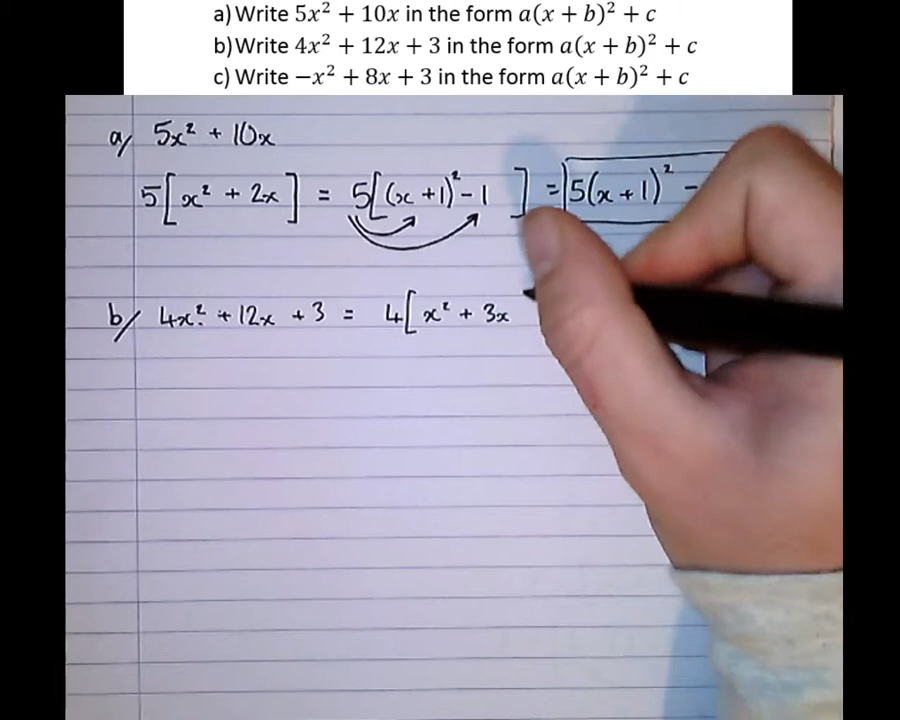 a) Write 5x² + 10x in the form a(x + b)² + c
b) Write 4x² + 12x + 3 in the form a(x + b)² + c
c) Write −x² + 8x + 3 in the form a(x + b)² + c
a/ 5x² + 10x
5[x² + 2x] = 5[(x + 1)² - 1 ] = 5(x + 1)² -
b/ 4x² + 12x + 3 = 4[x² + 3x